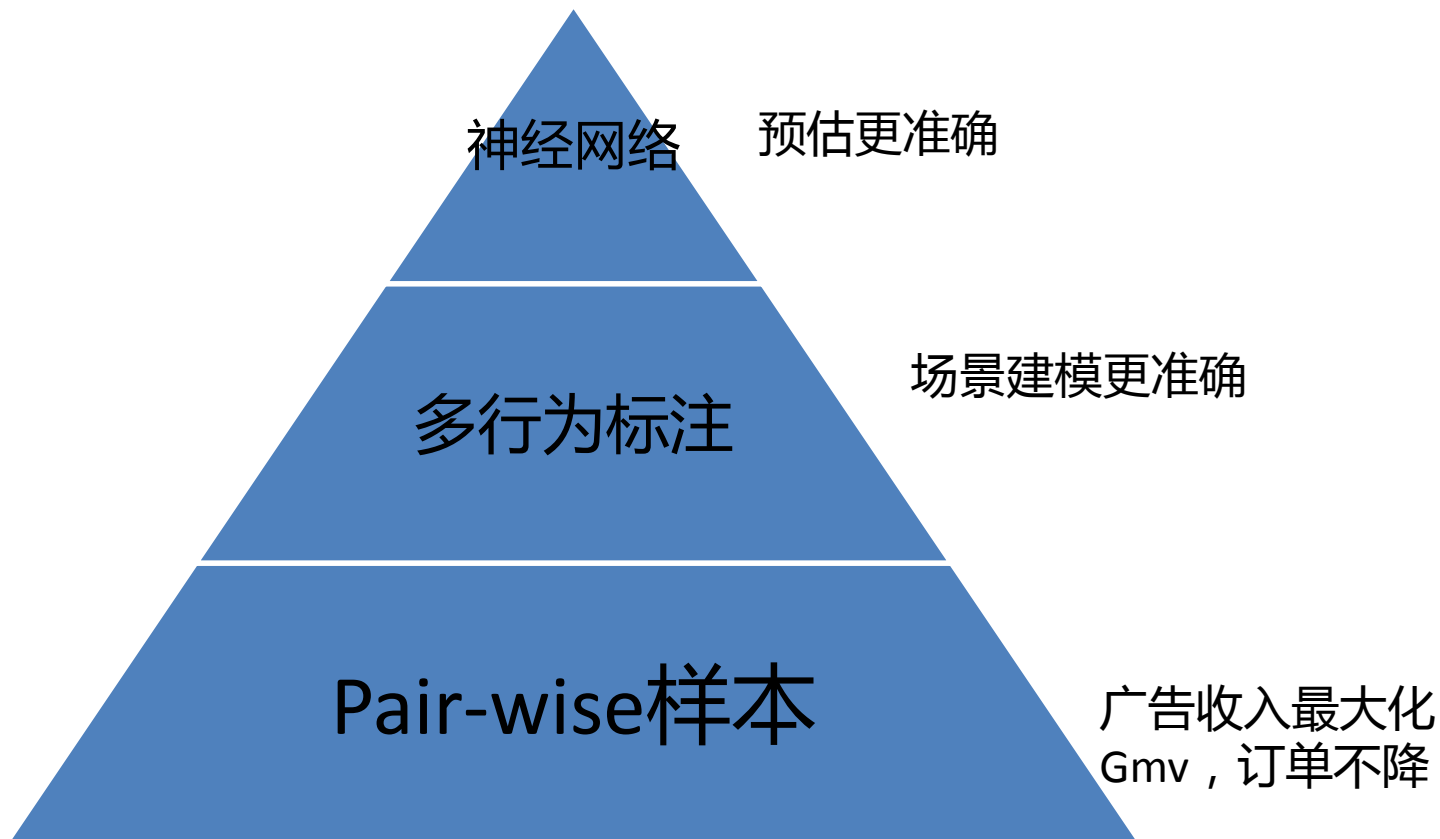 神经网络
预估更准确
场景建模更准确
多行为标注
Pair-wise样本
广告收入最大化
Gmv，订单不降